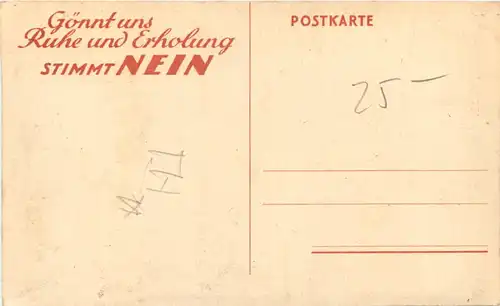 Gönnt uns
Ruhe und Erholung
STIMMT NEIN
POSTKARTE
25-